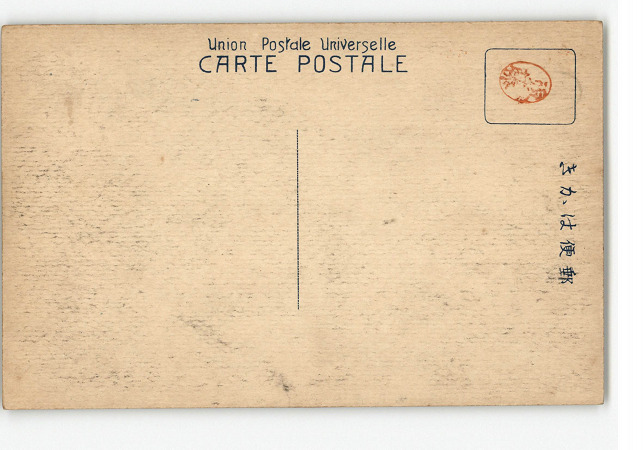 Union Postale Universelle
CARTE POSTALE
郵便はがき